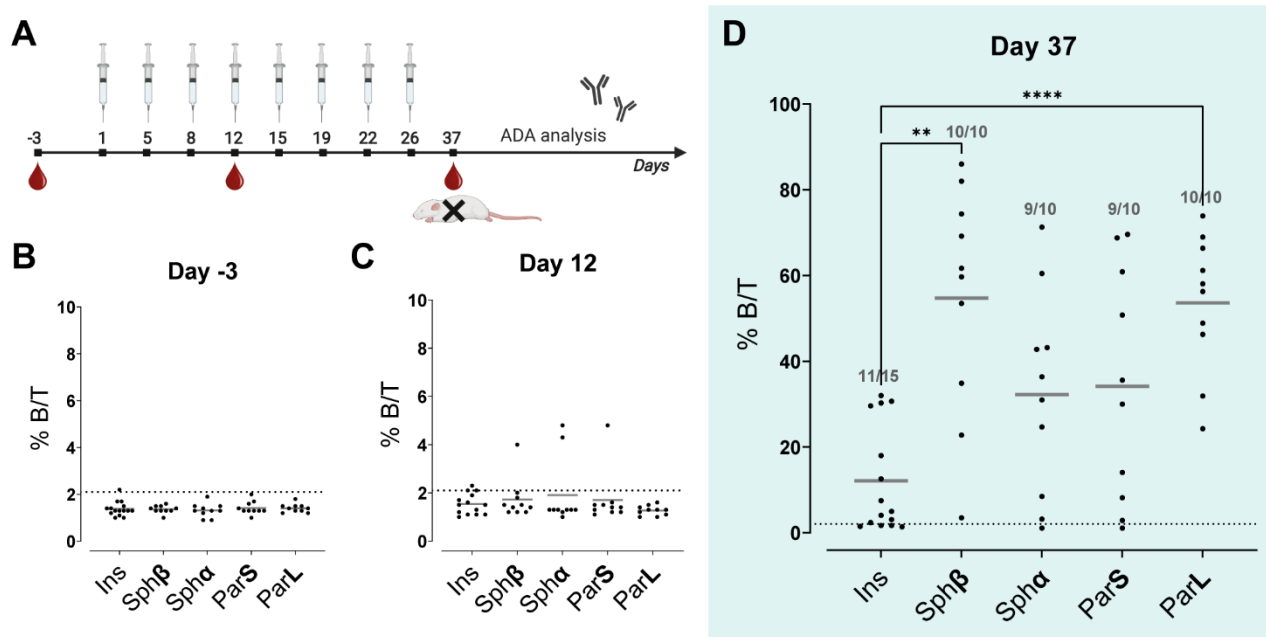 A
-3 1 5 8 12 15 19 22 26 37 ADA analysis
Days
B
Day -3
% B/T
10
8
6
4
2
0
Ins Sphβ Sphα ParS ParL
C
Day 12
% B/T
10
8
6
4
2
0
Ins Sphβ Sphα ParS ParL
D
Day 37
% B/T
100
80
60
40
20
0
****
**
11/15 10/10 9/10 9/10 10/10
Ins Sphβ Sphα ParS ParL